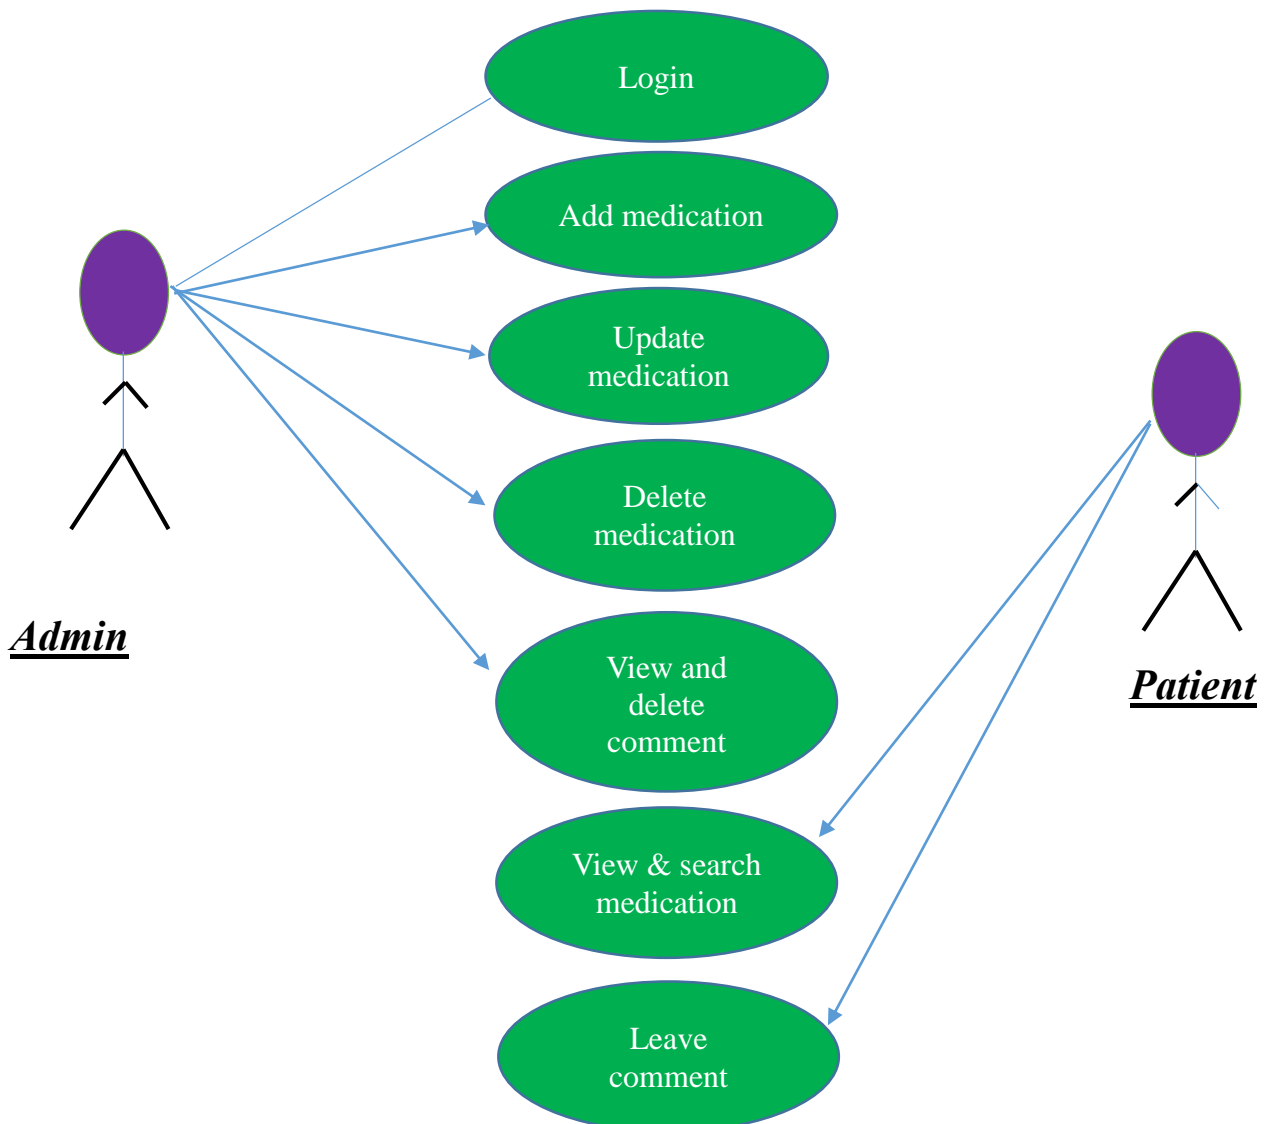 Login
Add medication
Update
medication
Delete
medication
Admin
View and
delete
comment
Patient
View & search
medication
Leave
comment